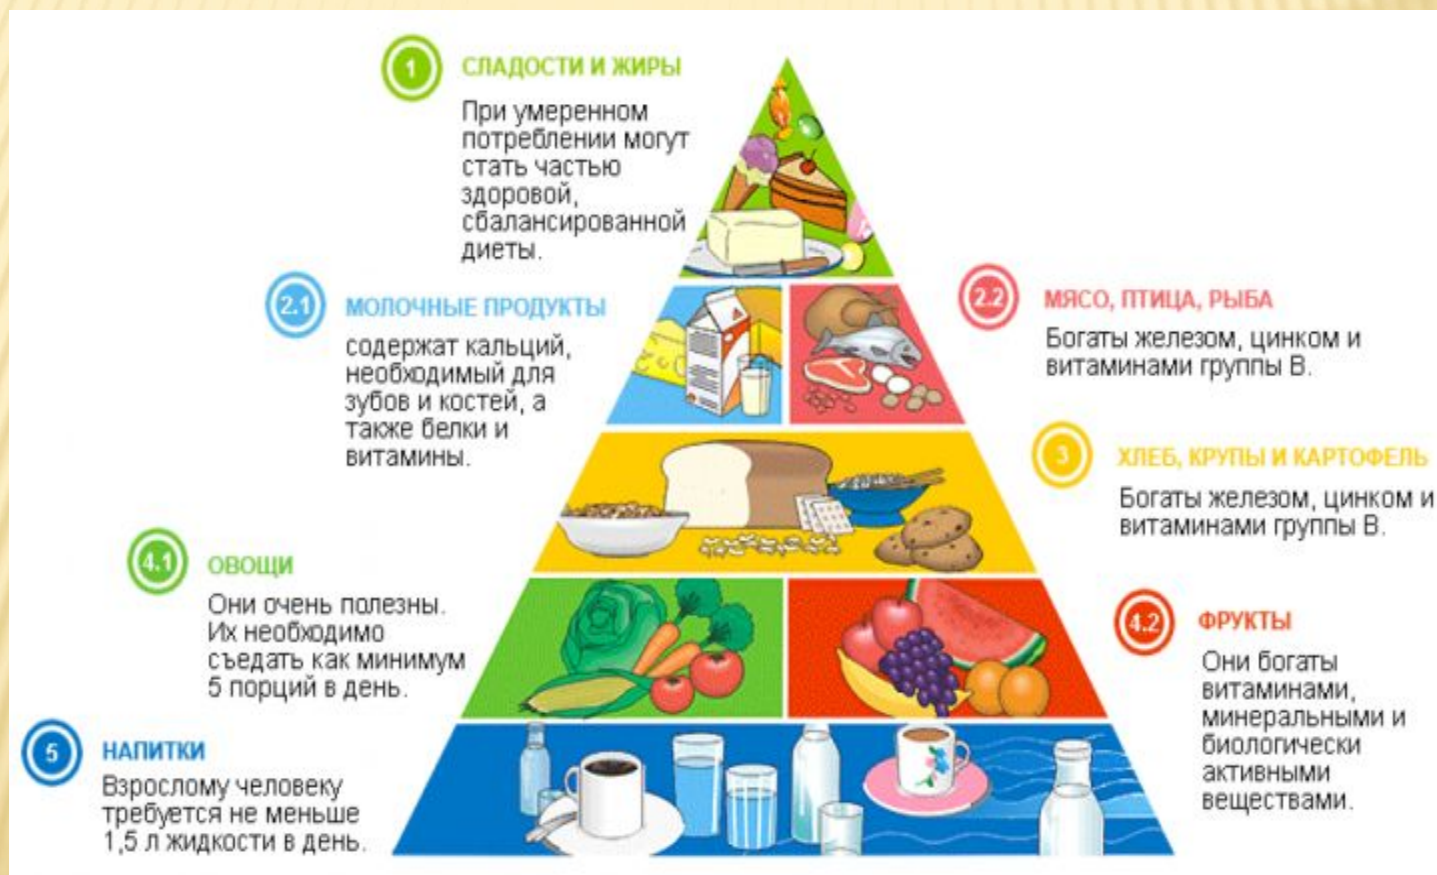 1
СЛАДОСТИ И ЖИРЫ
При умеренном
потреблении могут
стать частью
здоровой,
сбалансированной
диеты.
2.1
МОЛОЧНЫЕ ПРОДУКТЫ
содержат кальций,
необходимый для
зубов и костей, а
также белки и
витамины.
2.2
МЯСО, ПТИЦА, РЫБА
Богаты железом, цинком и
витаминами группы В.
3
ХЛЕБ, КРУПЫ И КАРТОФЕЛЬ
Богаты железом, цинком и
витаминами группы В.
4.1
ОВОЩИ
Они очень полезны.
Их необходимо
съедать как минимум
5 порций в день.
4.2
ФРУКТЫ
Они богаты
витаминами,
минеральными и
биологически
активными
веществами.
5
НАПИТКИ
Взрослому человеку
требуется не меньше
1,5 л жидкости в день.